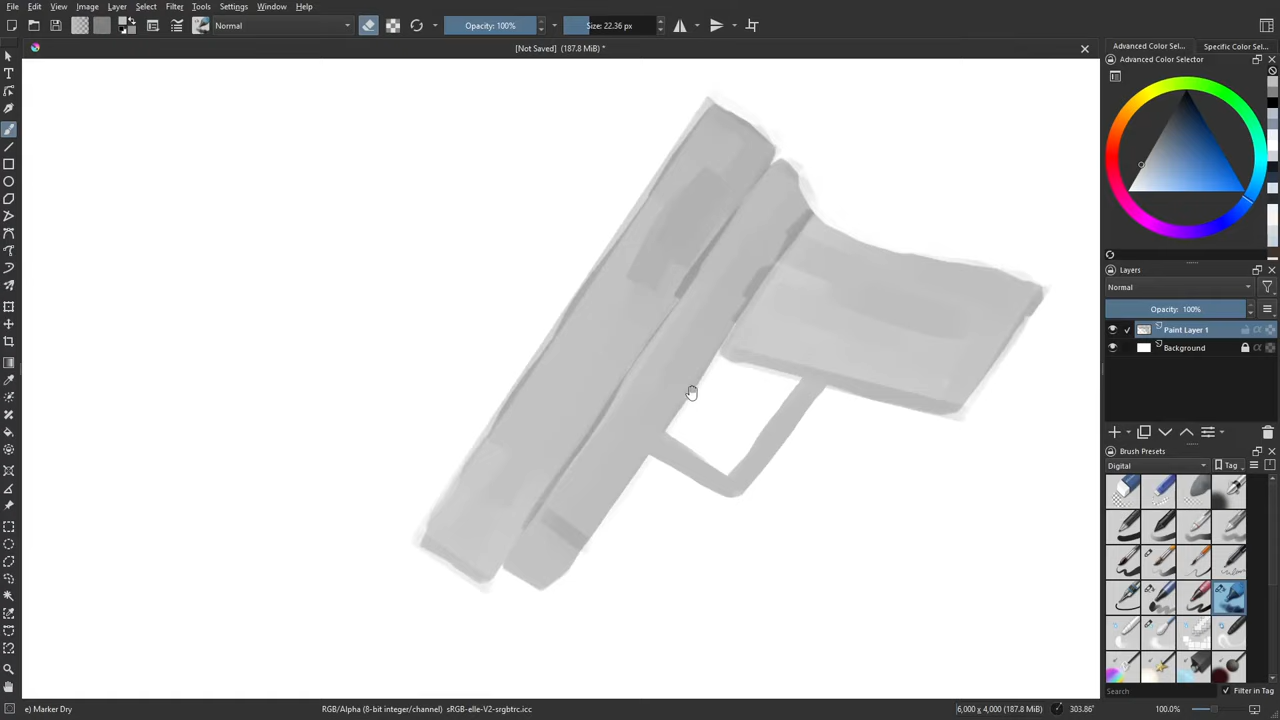 File Edit View Image Layer Select Filter Tools Settings Window Help
Normal
Opacity: 100%
Size: 22.36 px
[Not Saved] (187.8 MiB) *
Advanced Color Sel... Specific Color Sel...
Advanced Color Selector
Layers
Normal
Opacity: 100%
Paint Layer 1
Background
Brush Presets
Digital
Tag
Search
Filter in Tag
e) Marker Dry
RGB/Alpha (8-bit integer/channel) sRGB-elle-V2-srgbtrc.icc
6,000 x 4,000 (187.8 MiB)
303.86°
100.0%